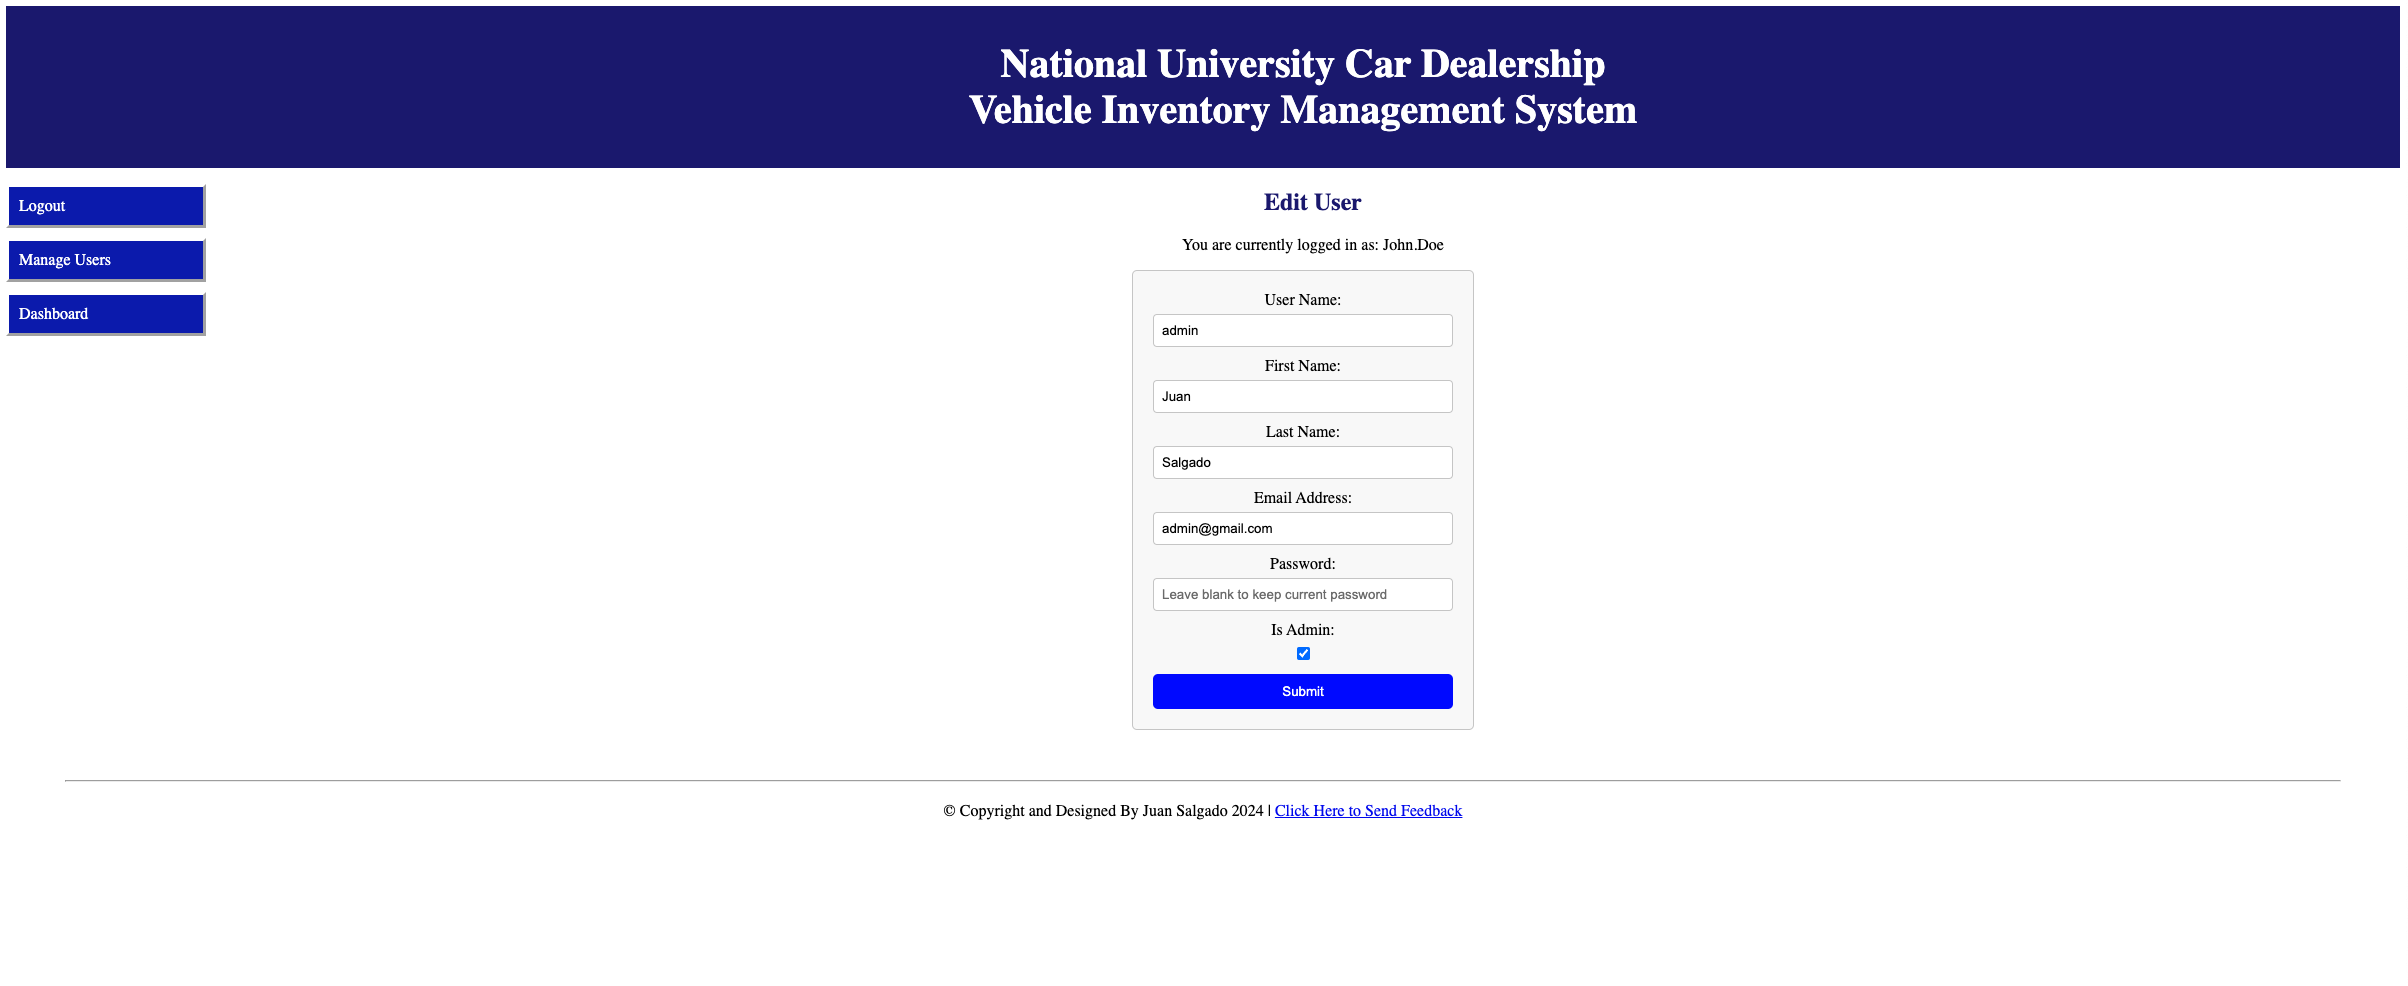 National University Car Dealership
Vehicle Inventory Management System
Logout
Manage Users
Dashboard
Edit User
You are currently logged in as: John.Doe
User Name:
admin
First Name:
Juan
Last Name:
Salgado
Email Address:
admin@gmail.com
Password:
Leave blank to keep current password
Is Admin:
Submit
© Copyright and Designed By Juan Salgado 2024 | Click Here to Send Feedback